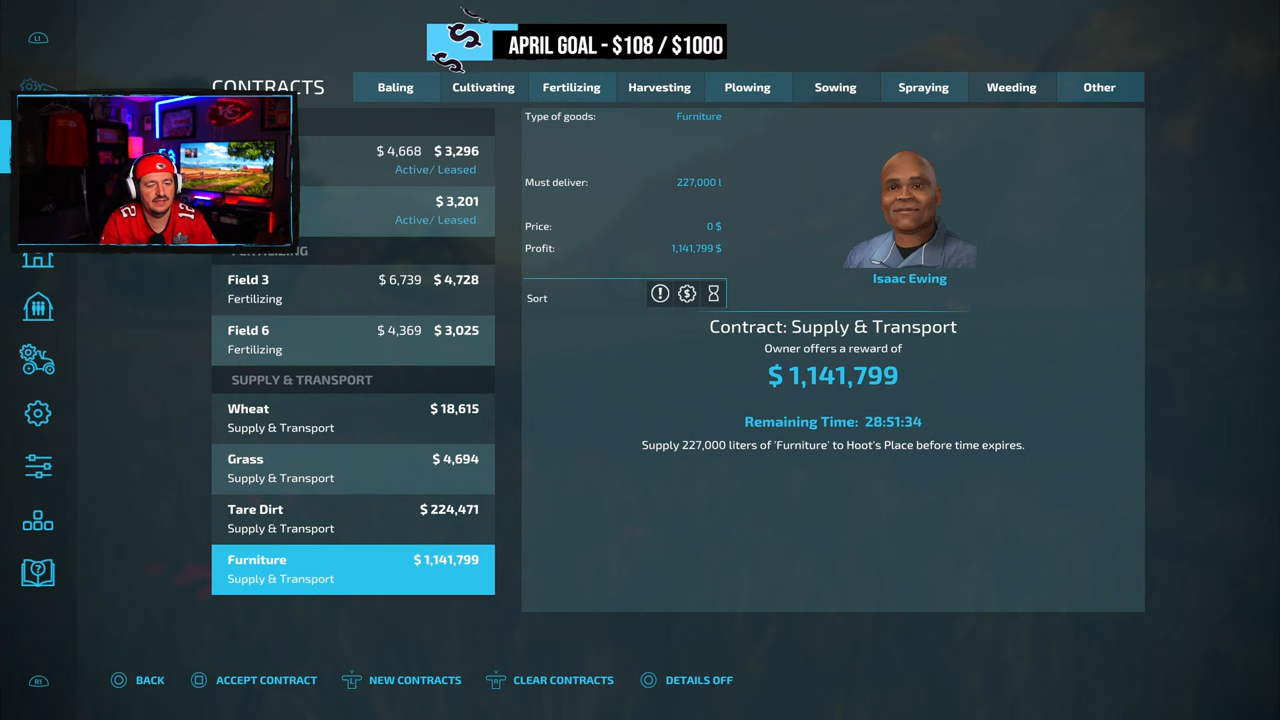 APRIL GOAL - $108 / $1000
L1
CONTRACTS
Baling
Cultivating
Fertilizing
Harvesting
Plowing
Sowing
Spraying
Weeding
Other
$ 4,668 $ 3,296
Active/ Leased
$ 3,201
Active/ Leased
FERTILIZING
Field 3 $ 6,739 $ 4,728
Fertilizing
Field 6 $ 4,369 $ 3,025
Fertilizing
SUPPLY & TRANSPORT
Wheat $ 18,615
Supply & Transport
Grass $ 4,694
Supply & Transport
Tare Dirt $ 224,471
Supply & Transport
Furniture $ 1,141,799
Supply & Transport
Type of goods: Furniture
Must deliver: 227,000 l
Price: 0 $
Profit: 1,141,799 $
Sort
Isaac Ewing
Contract: Supply & Transport
Owner offers a reward of
$ 1,141,799
Remaining Time: 28:51:34
Supply 227,000 liters of 'Furniture' to Hoot's Place before time expires.
R1
BACK
ACCEPT CONTRACT
L NEW CONTRACTS
R CLEAR CONTRACTS
DETAILS OFF